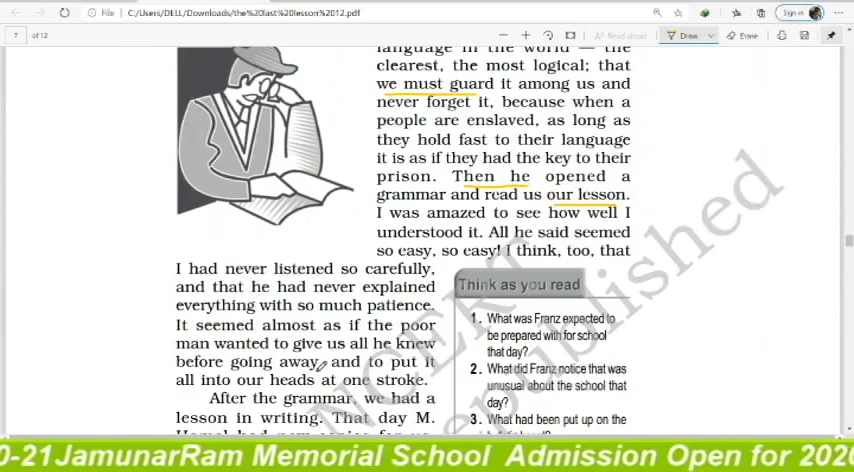 File | C:/Users/DELL/Downloads/the%20last%20lesson%2012.pdf
Sign in
7 of 12
Read aloud
Draw
Erase
language in the world — the
clearest, the most logical; that
we must guard it among us and
never forget it, because when a
people are enslaved, as long as
they hold fast to their language
it is as if they had the key to their
prison. Then he opened a
grammar and read us our lesson.
I was amazed to see how well I
understood it. All he said seemed
so easy, so easy! I think, too, that
I had never listened so carefully,
and that he had never explained
everything with so much patience.
It seemed almost as if the poor
man wanted to give us all he knew
before going away, and to put it
all into our heads at one stroke.
After the grammar, we had a
lesson in writing. That day M.
Think as you read
1. What was Franz expected to
be prepared with for school
that day?
2. What did Franz notice that was
unusual about the school that
day?
3. What had been put up on the
NCERT
republished
0-21 JamunarRam Memorial School Admission Open for 2020